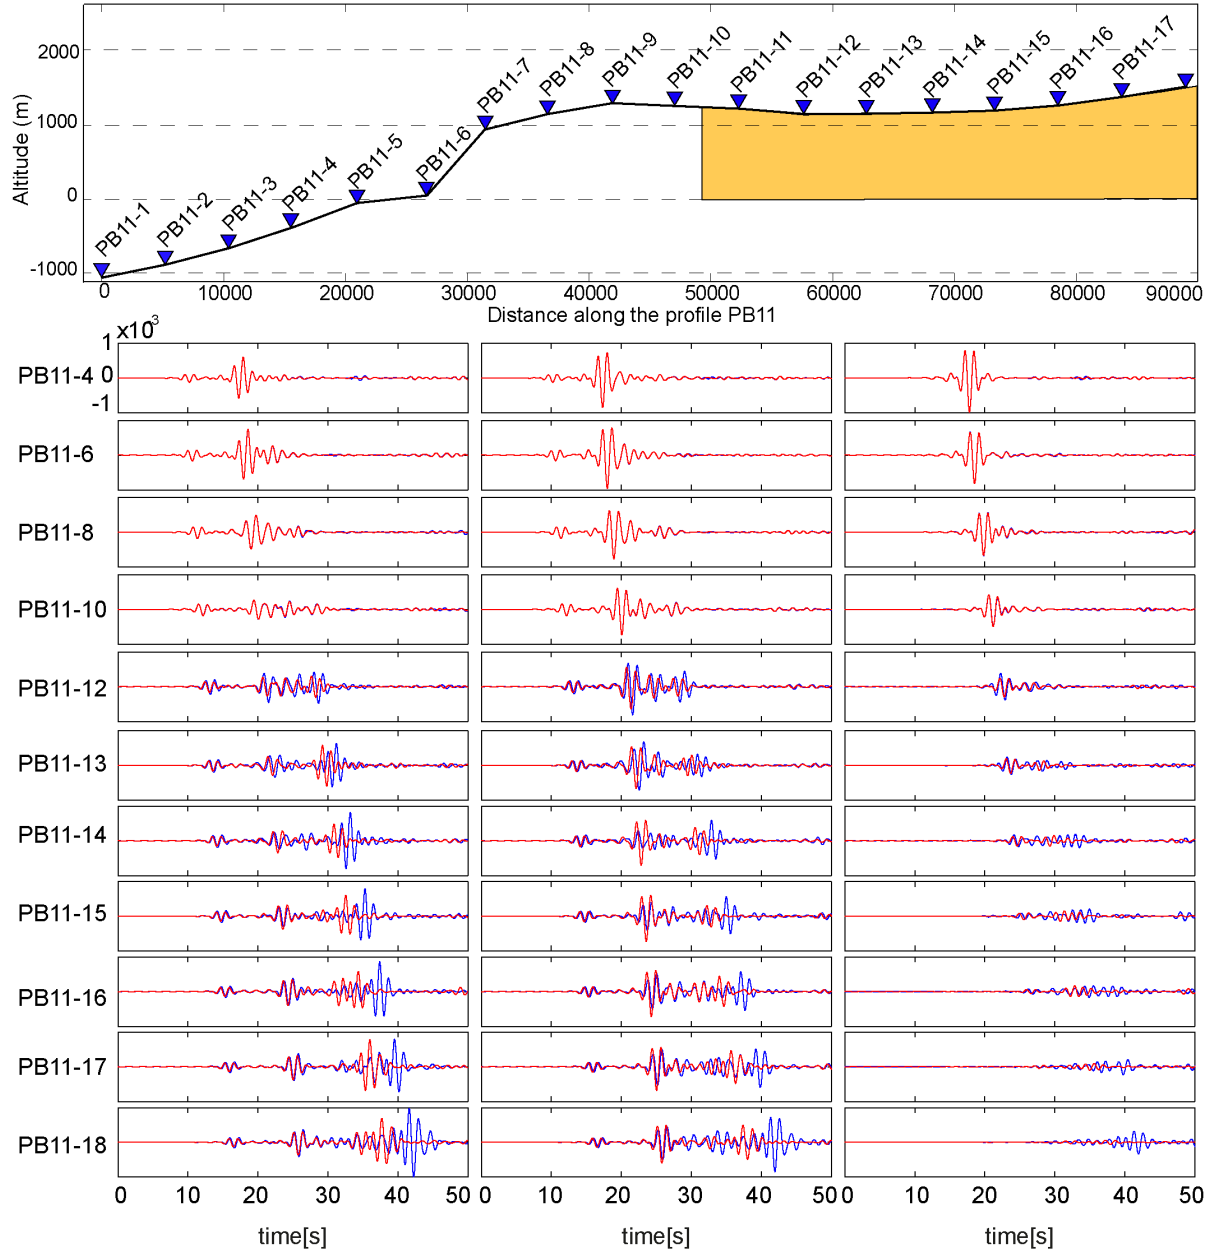 2000
1000
0
-1000
Altitude (m)
PB11-1
PB11-2
PB11-3
PB11-4
PB11-5
PB11-6
PB11-7
PB11-8
PB11-9
PB11-10
PB11-11
PB11-12
PB11-13
PB11-14
PB11-15
PB11-16
PB11-17
0 10000 20000 30000 40000 50000 60000 70000 80000 90000
Distance along the profile PB11
1 x10^-3
PB11-4 0
-1
PB11-6
PB11-8
PB11-10
PB11-12
PB11-13
PB11-14
PB11-15
PB11-16
PB11-17
PB11-18
0 10 20 30 40 50 0 10 20 30 40 50 0 10 20 30 40 50
time[s] time[s] time[s]